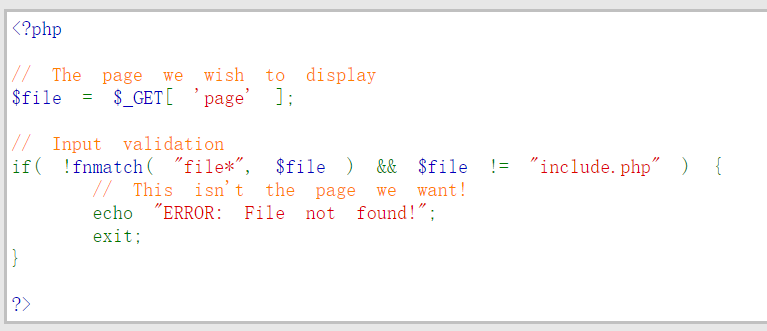 <?php
// The page we wish to display
$file = $_GET[ 'page' ];
// Input validation
if( !fnmatch( "file*", $file ) && $file != "include.php" ) {
// This isn't the page we want!
echo "ERROR: File not found!";
exit;
}
?>